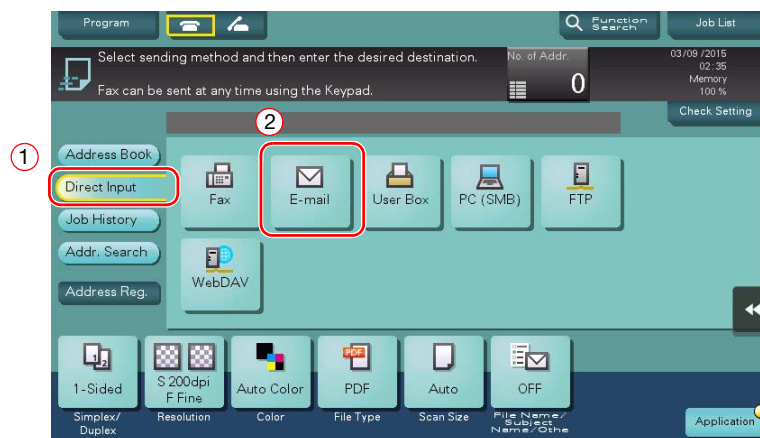 Program
Function
Search
Job List
Select sending method and then enter the desired destination.
Fax can be sent at any time using the Keypad.
No. of Addr.
0
03/09 /2015
02:35
Memory
100 %
Check Setting
2
1
Address Book
Direct Input
Job History
Addr. Search
Address Reg.
Fax
E-mail
User Box
PC (SMB)
FTP
WebDAV
1-Sided
S 200dpi
F Fine
Auto Color
PDF
PDF
Auto
OFF
Simplex/
Duplex
Resolution
Color
File Type
Scan Size
File Name/
Subject
Name/Othe
Application